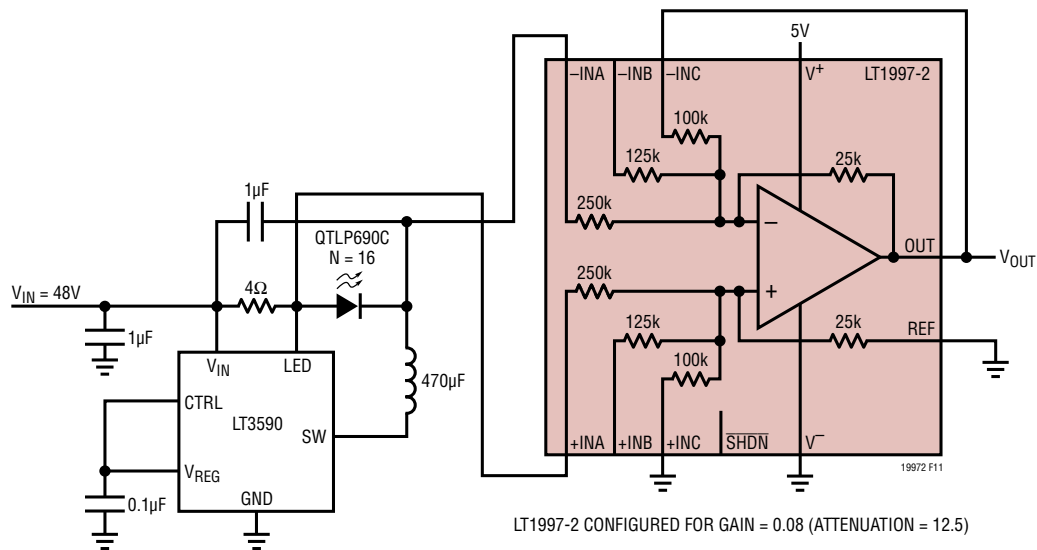 5V
–INA
–INB
–INC
V+
LT1997-2
100k
125k
25k
1µF
250k
QTLP690C
N = 16
–
OUT
VOUT
VIN = 48V
4Ω
250k
+
1µF
125k
25k
REF
VIN
LED
100k
470µF
CTRL
LT3590
SW
+INA
+INB
+INC
SHDN
V–
VREG
19972 F11
0.1µF
GND
LT1997-2 CONFIGURED FOR GAIN = 0.08 (ATTENUATION = 12.5)